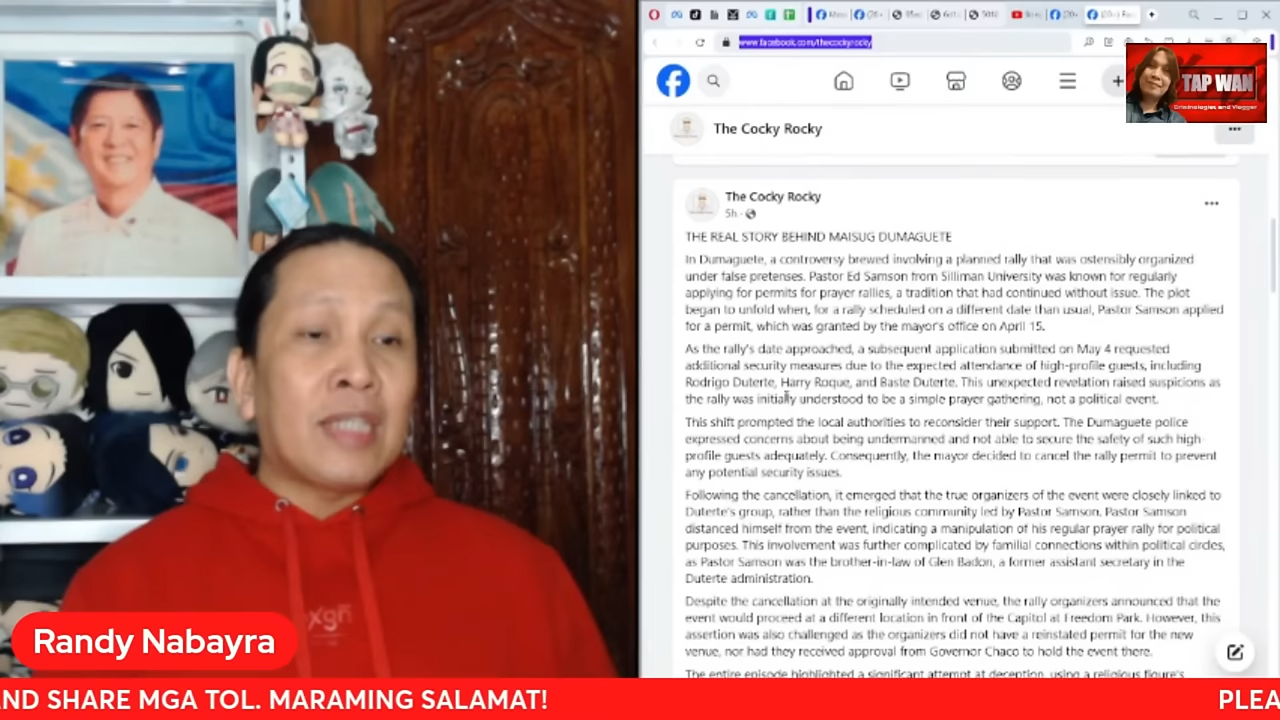 www.facebook.com/thecockyrocky
TAP WAN
Criminologist and Vlogger
The Cocky Rocky
The Cocky Rocky
5h
THE REAL STORY BEHIND MAISUG DUMAGUETE
In Dumaguete, a controversy brewed involving a planned rally that was ostensibly organized
under false pretenses. Pastor Ed Samson from Silliman University was known for regularly
applying for permits for prayer rallies, a tradition that had continued without issue. The plot
began to unfold when, for a rally scheduled on a different date than usual, Pastor Samson applied
for a permit, which was granted by the mayor's office on April 15.
As the rally's date approached, a subsequent application submitted on May 4 requested
additional security measures due to the expected attendance of high-profile guests, including
Rodrigo Duterte, Harry Roque, and Baste Duterte. This unexpected revelation raised suspicions as
the rally was initially understood to be a simple prayer gathering, not a political event.
This shift prompted the local authorities to reconsider their support. The Dumaguete police
expressed concerns about being undermanned and not able to secure the safety of such high-
profile guests adequately. Consequently, the mayor decided to cancel the rally permit to prevent
any potential security issues.
Following the cancellation, it emerged that the true organizers of the event were closely linked to
Duterte's group, rather than the religious community led by Pastor Samson. Pastor Samson
distanced himself from the event, indicating a manipulation of his regular prayer rally for political
purposes. This involvement was further complicated by familial connections within political circles,
as Pastor Samson was the brother-in-law of Glen Badon, a former assistant secretary in the
Duterte administration.
Despite the cancellation at the originally intended venue, the rally organizers announced that the
event would proceed at a different location in front of the Capitol at Freedom Park. However, this
assertion was also challenged as the organizers did not have a reinstated permit for the new
venue, nor had they received approval from Governor Chaco to hold the event there.
The entire episode highlighted a significant attempt at deception, using a religious figure's
Randy Nabayra
ND SHARE MGA TOL. MARAMING SALAMAT!
PLEA